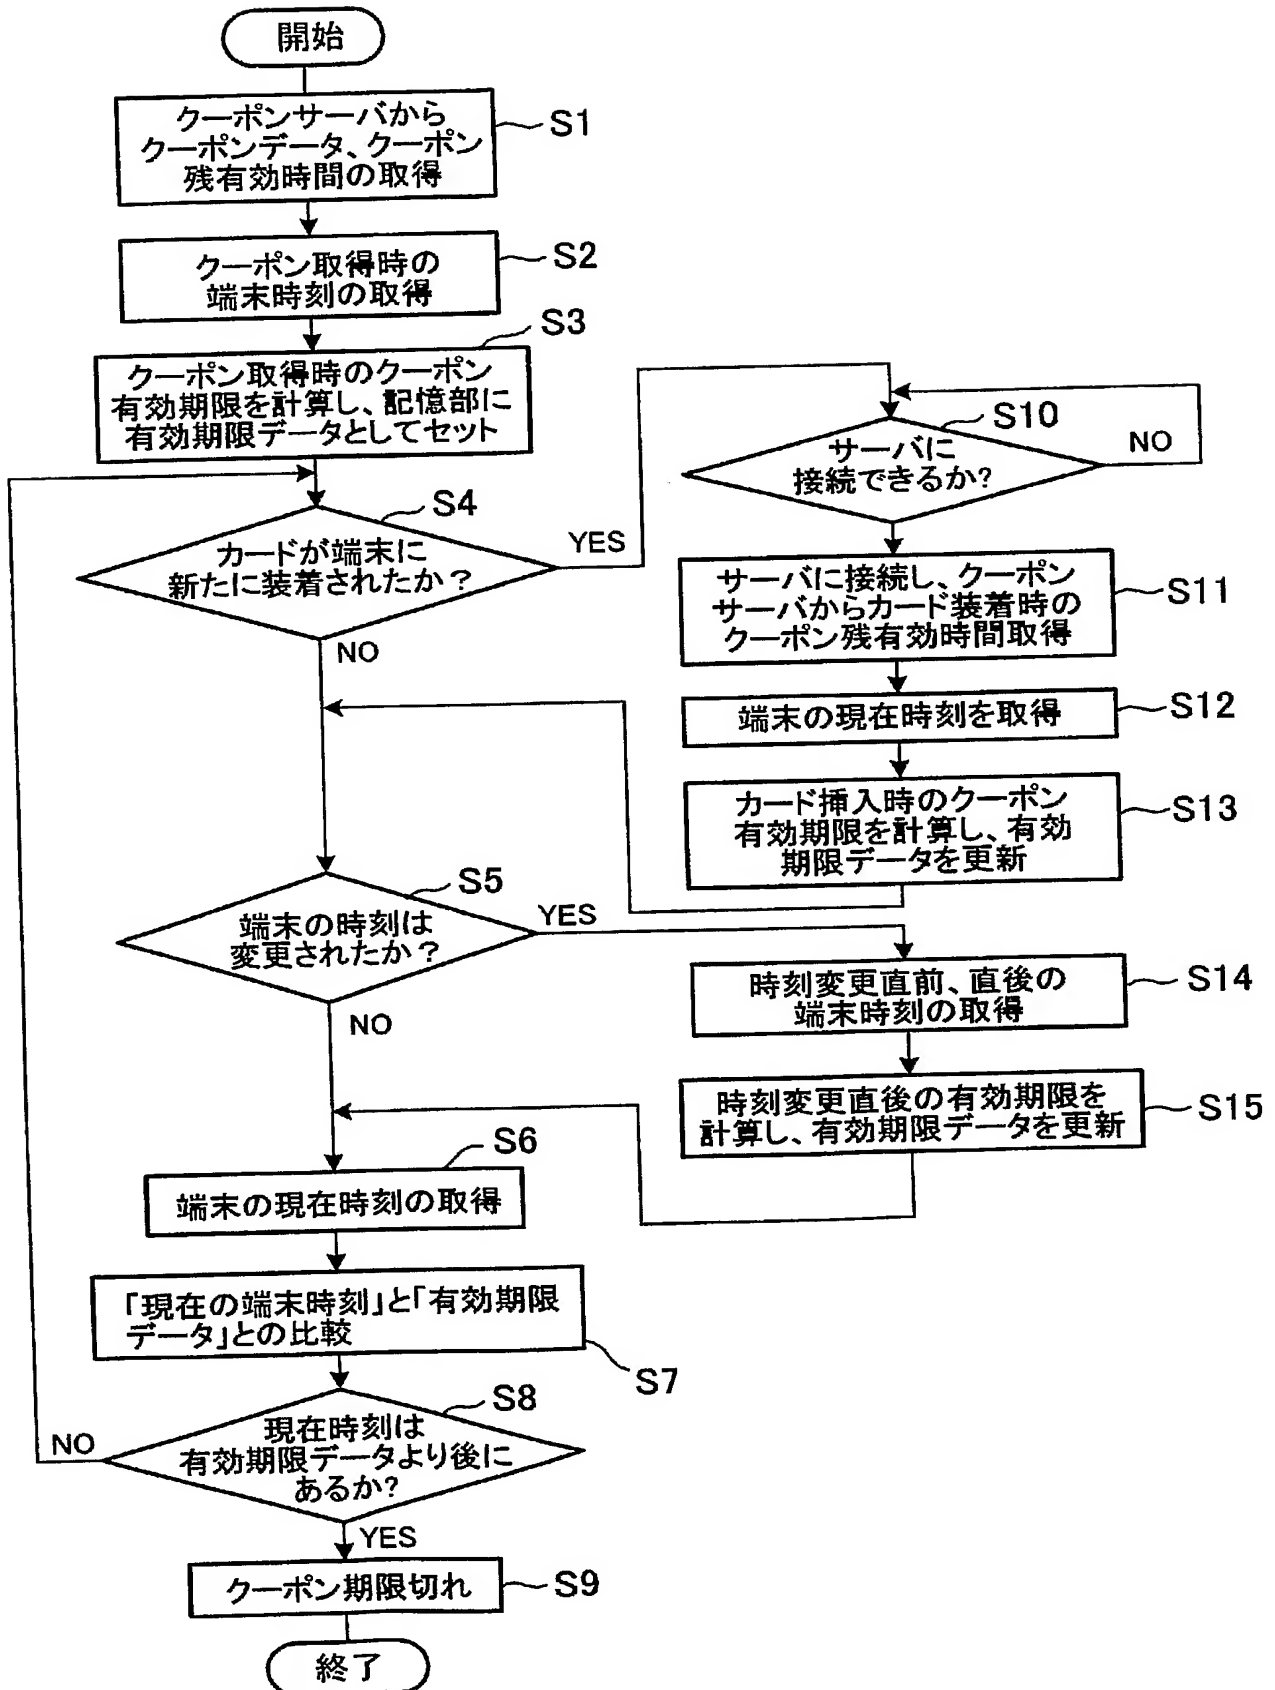 開始
クーポンサーバから
クーポンデータ、クーポン
残有効時間の取得
S1
クーポン取得時の
端末時刻の取得
S2
クーポン取得時のクーポン
有効期限を計算し、記憶部に
有効期限データとしてセット
S3
カードが端末に
新たに装着されたか?
S4
YES
NO
サーバに
接続できるか?
S10
NO
サーバに接続し、クーポン
サーバからカード装着時の
クーポン残有効時間取得
S11
端末の現在時刻を取得
S12
カード挿入時のクーポン
有効期限を計算し、有効
期限データを更新
S13
端末の時刻は
変更されたか?
S5
YES
NO
時刻変更直前、直後の
端末時刻の取得
S14
時刻変更直後の有効期限を
計算し、有効期限データを更新
S15
端末の現在時刻の取得
S6
「現在の端末時刻」と「有効期限
データ」との比較
S7
現在時刻は
有効期限データより後に
あるか?
S8
NO
YES
クーポン期限切れ
S9
終了